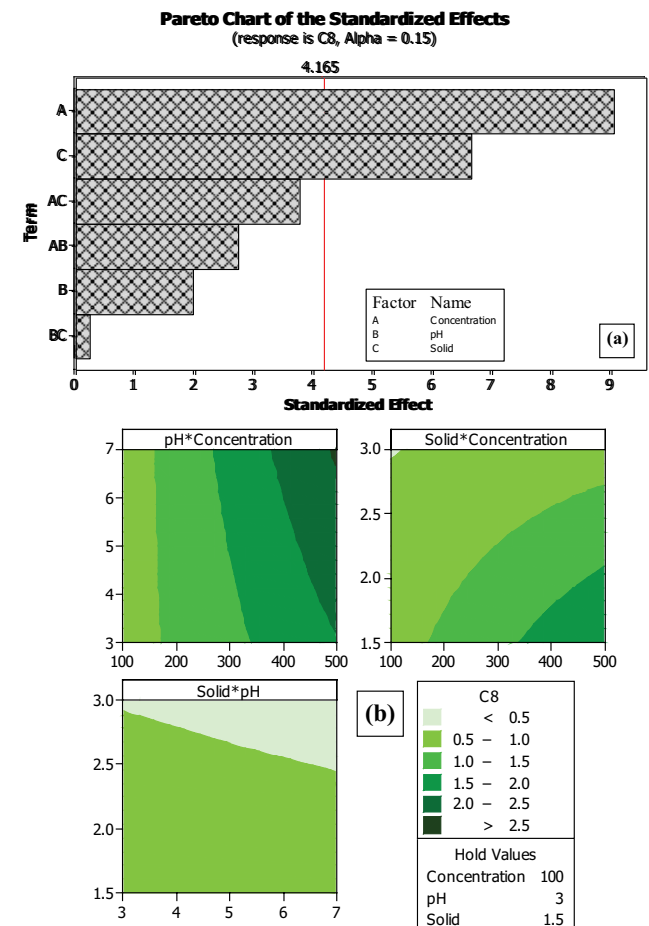 Pareto Chart of the Standardized Effects
(response is C8, Alpha = 0.15)
4.165
A
C
AC
AB
B
BC
Term
Factor Name
A Concentration
B pH
C Solid
(a)
0 1 2 3 4 5 6 7 8 9
Standardized Effect
pH*Concentration
7
6
5
4
3
100 200 300 400 500
Solid*Concentration
3.0
2.5
2.0
1.5
100 200 300 400 500
Solid*pH
3.0
2.5
2.0
1.5
3 4 5 6 7
(b)
C8
< 0.5
0.5 – 1.0
1.0 – 1.5
1.5 – 2.0
2.0 – 2.5
> 2.5
Hold Values
Concentration 100
pH 3
Solid 1.5